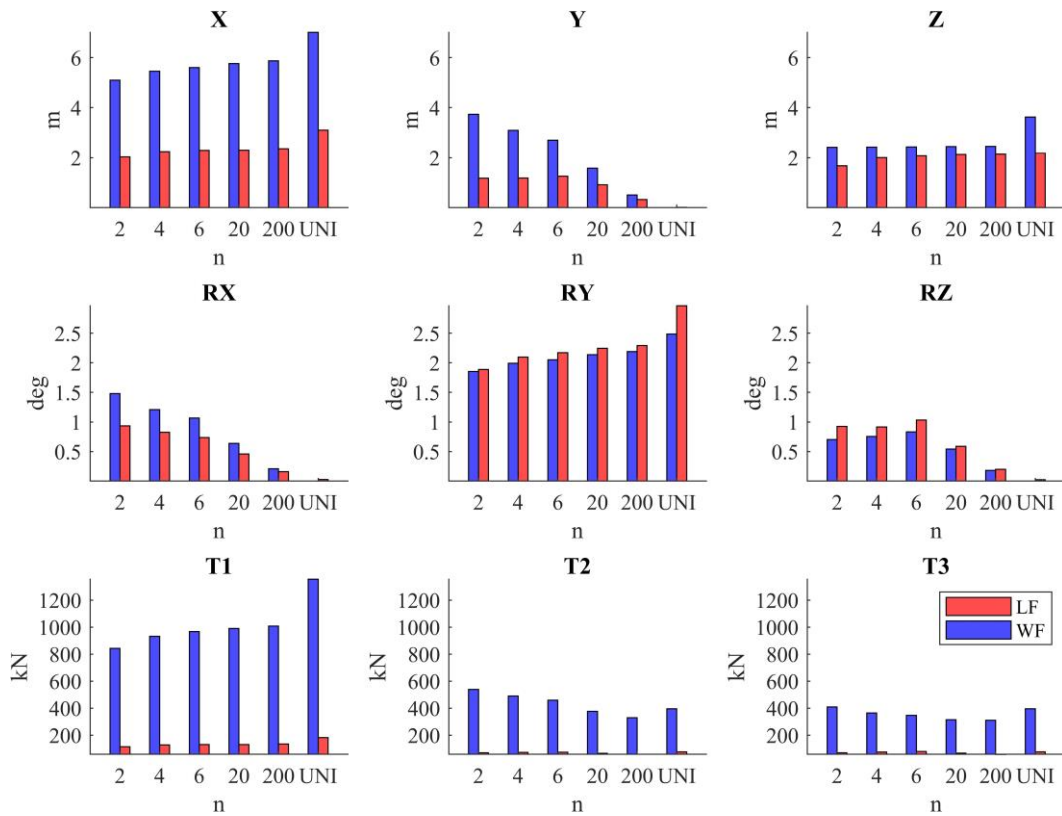 X Y Z
6 6 6
m 4 m 4 m 4
2 2 2
2 4 6 20 200 UNI 2 4 6 20 200 UNI 2 4 6 20 200 UNI
n n n
RX RY RZ
2.5 2.5 2.5
2 2 2
deg 1.5 deg 1.5 deg 1.5
1 1 1
0.5 0.5 0.5
2 4 6 20 200 UNI 2 4 6 20 200 UNI 2 4 6 20 200 UNI
n n n
T1 T2 T3
1200 1200 1200 LF
1000 1000 1000 WF
800 800 800
kN 600 kN 600 kN 600
400 400 400
200 200 200
2 4 6 20 200 UNI 2 4 6 20 200 UNI 2 4 6 20 200 UNI
n n n